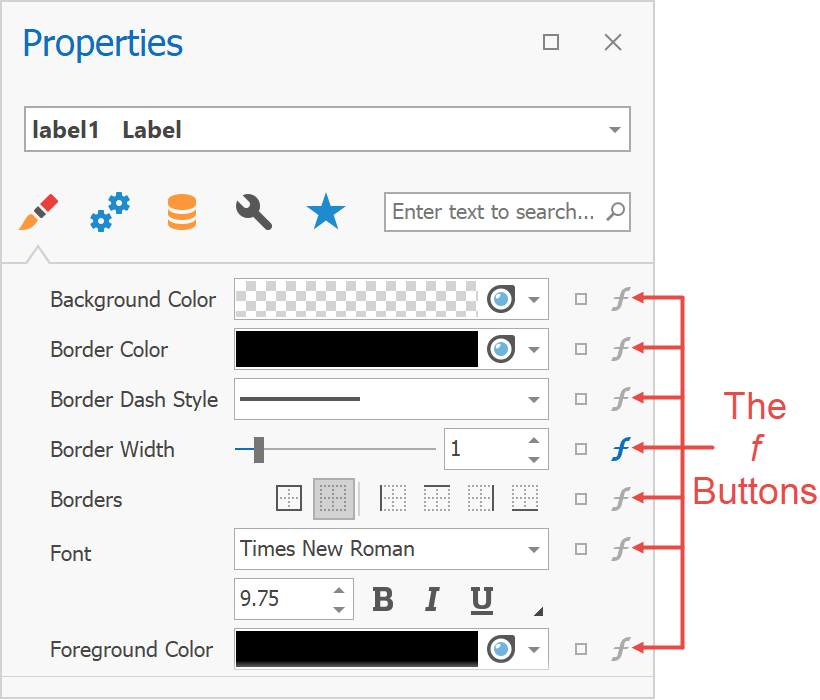 Properties
label1 Label
Enter text to search...
Background Color f
Border Color f
Border Dash Style f
Border Width 1 f
Borders f
Font Times New Roman f
9.75 B I U
Foreground Color f
The
f
Buttons